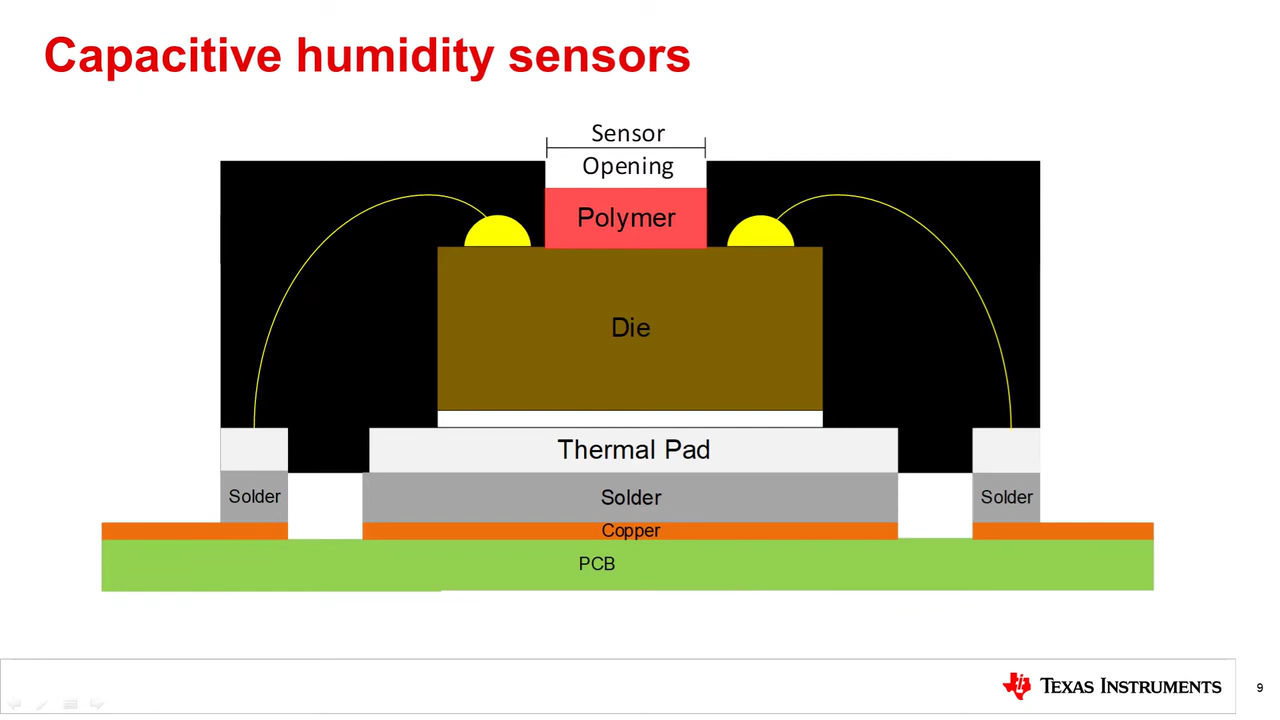 Capacitive humidity sensors
Sensor
Opening
Polymer
Die
Thermal Pad
Solder
Solder
Solder
Copper
PCB
TEXAS INSTRUMENTS
9